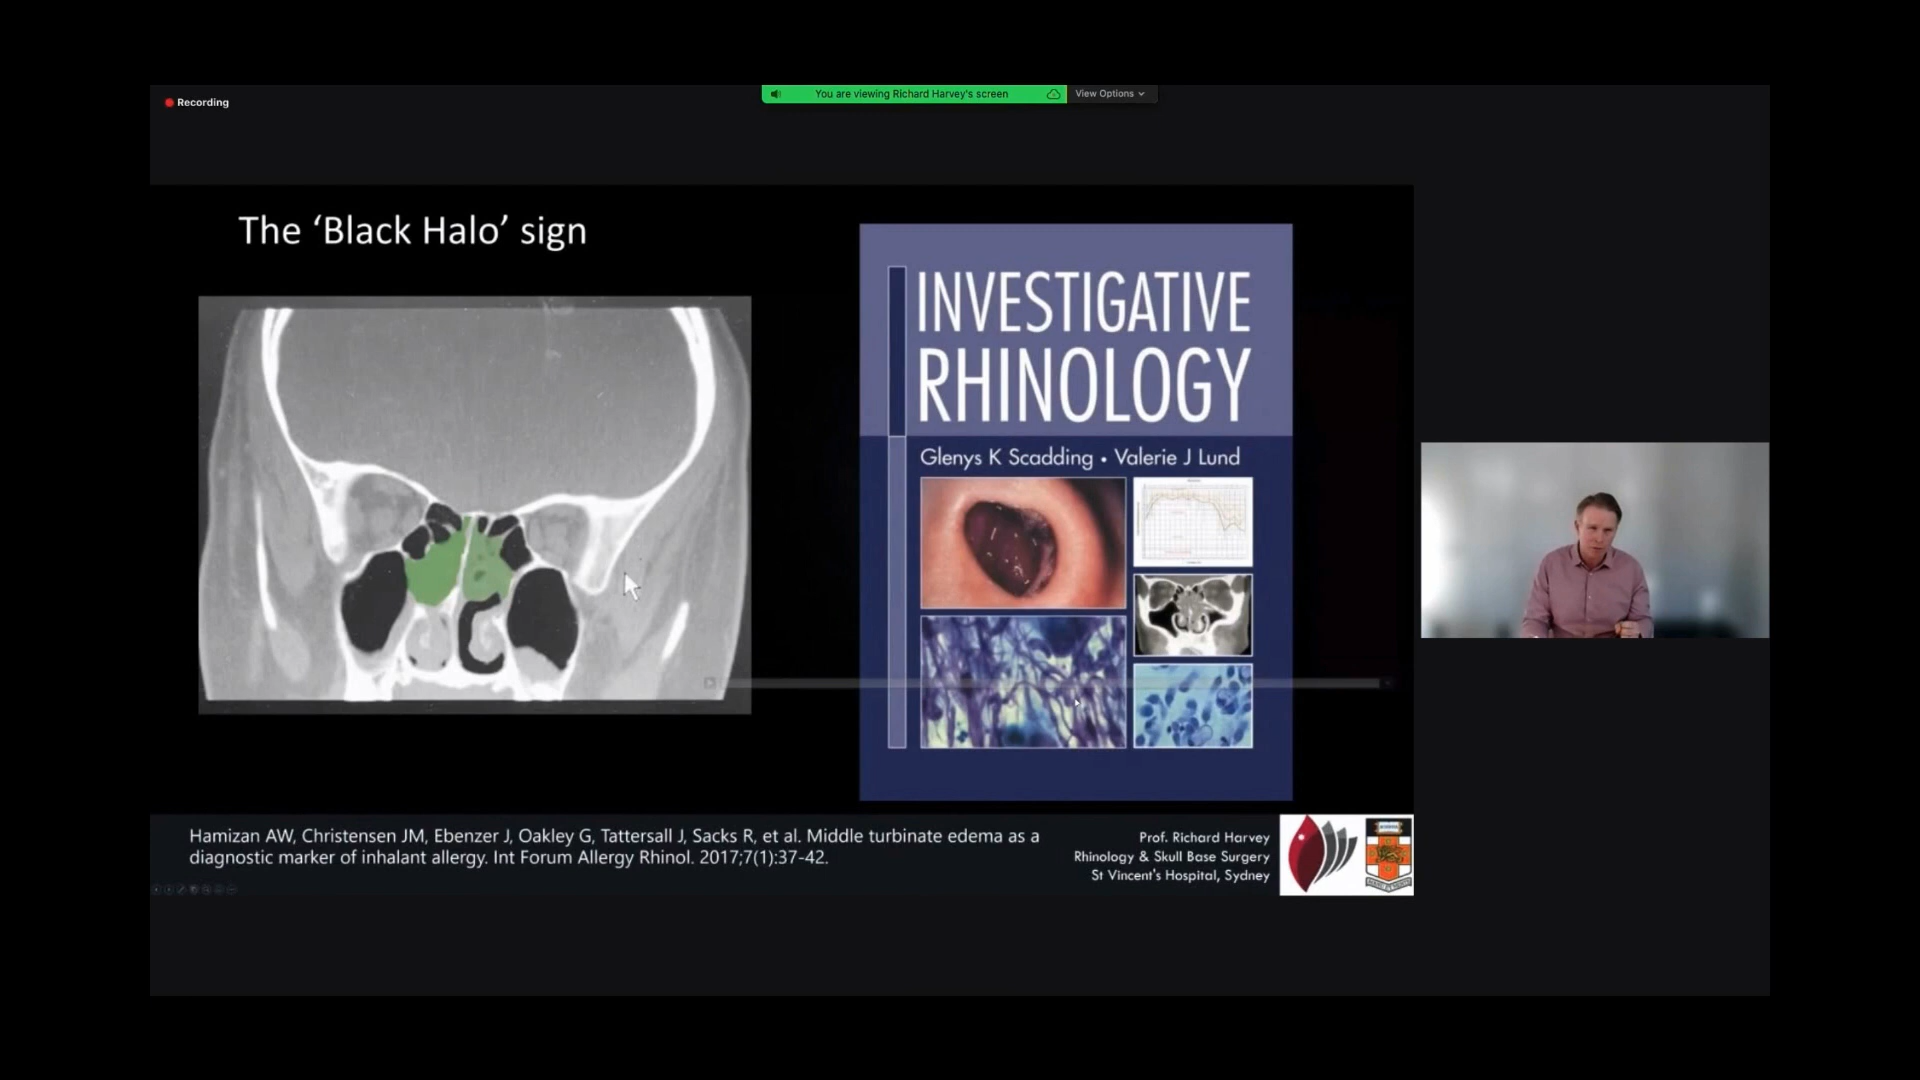 Recording
You are viewing Richard Harvey's screen
View Options
The ‘Black Halo’ sign
INVESTIGATIVE
RHINOLOGY
Glenys K Scadding • Valerie J Lund
Hamizan AW, Christensen JM, Ebenzer J, Oakley G, Tattersall J, Sacks R, et al. Middle turbinate edema as a
diagnostic marker of inhalant allergy. Int Forum Allergy Rhinol. 2017;7(1):37-42.
Prof. Richard Harvey
Rhinology & Skull Base Surgery
St Vincent's Hospital, Sydney